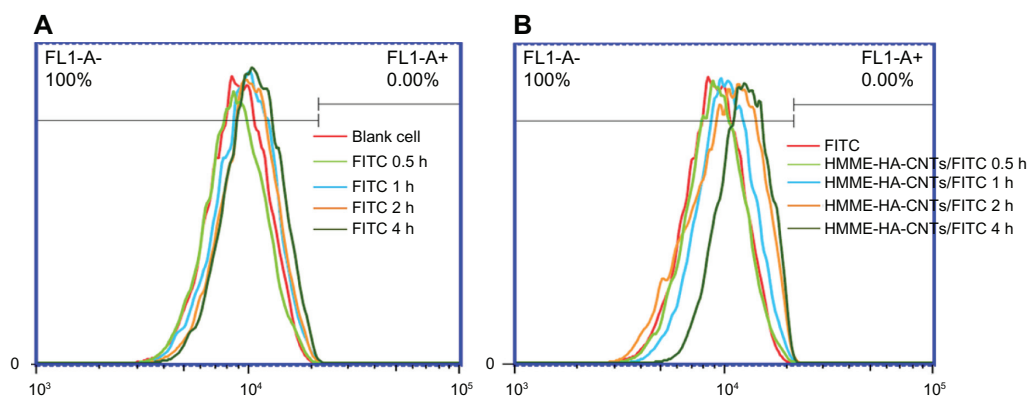 A
FL1-A-
100%
FL1-A+
0.00%
Blank cell
FITC 0.5 h
FITC 1 h
FITC 2 h
FITC 4 h
0
10³
10⁴
10⁵
B
FL1-A-
100%
FL1-A+
0.00%
FITC
HMME-HA-CNTs/FITC 0.5 h
HMME-HA-CNTs/FITC 1 h
HMME-HA-CNTs/FITC 2 h
HMME-HA-CNTs/FITC 4 h
0
10³
10⁴
10⁵